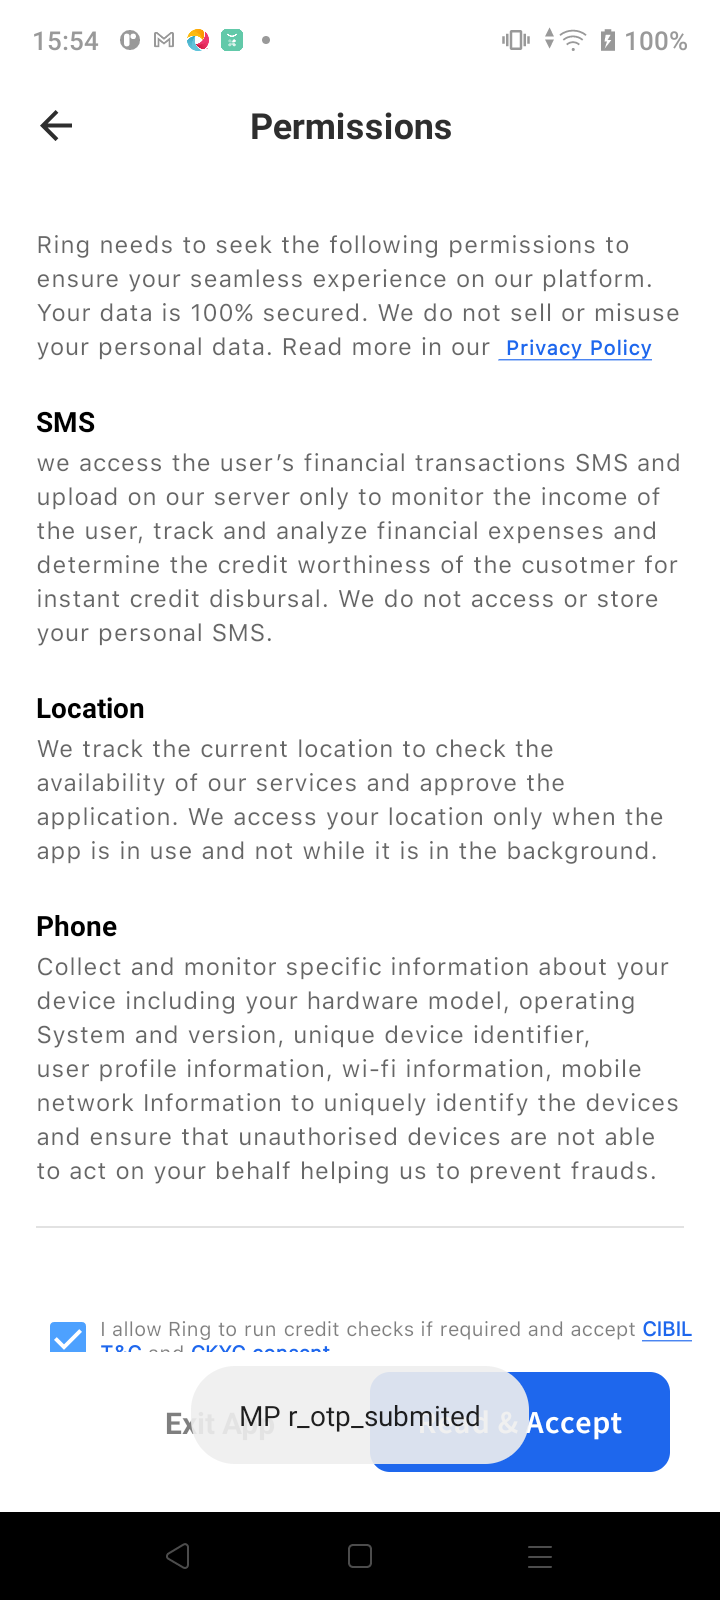 15:54
100%
Permissions
Ring needs to seek the following permissions to
ensure your seamless experience on our platform.
Your data is 100% secured. We do not sell or misuse
your personal data. Read more in our Privacy Policy
SMS
we access the user’s financial transactions SMS and
upload on our server only to monitor the income of
the user, track and analyze financial expenses and
determine the credit worthiness of the cusotmer for
instant credit disbursal. We do not access or store
your personal SMS.
Location
We track the current location to check the
availability of our services and approve the
application. We access your location only when the
app is in use and not while it is in the background.
Phone
Collect and monitor specific information about your
device including your hardware model, operating
System and version, unique device identifier,
user profile information, wi-fi information, mobile
network Information to uniquely identify the devices
and ensure that unauthorised devices are not able
to act on your behalf helping us to prevent frauds.
I allow Ring to run credit checks if required and accept CIBIL
T&C and CKYC consent
Exit App
MP r_otp_submited
Read & Accept